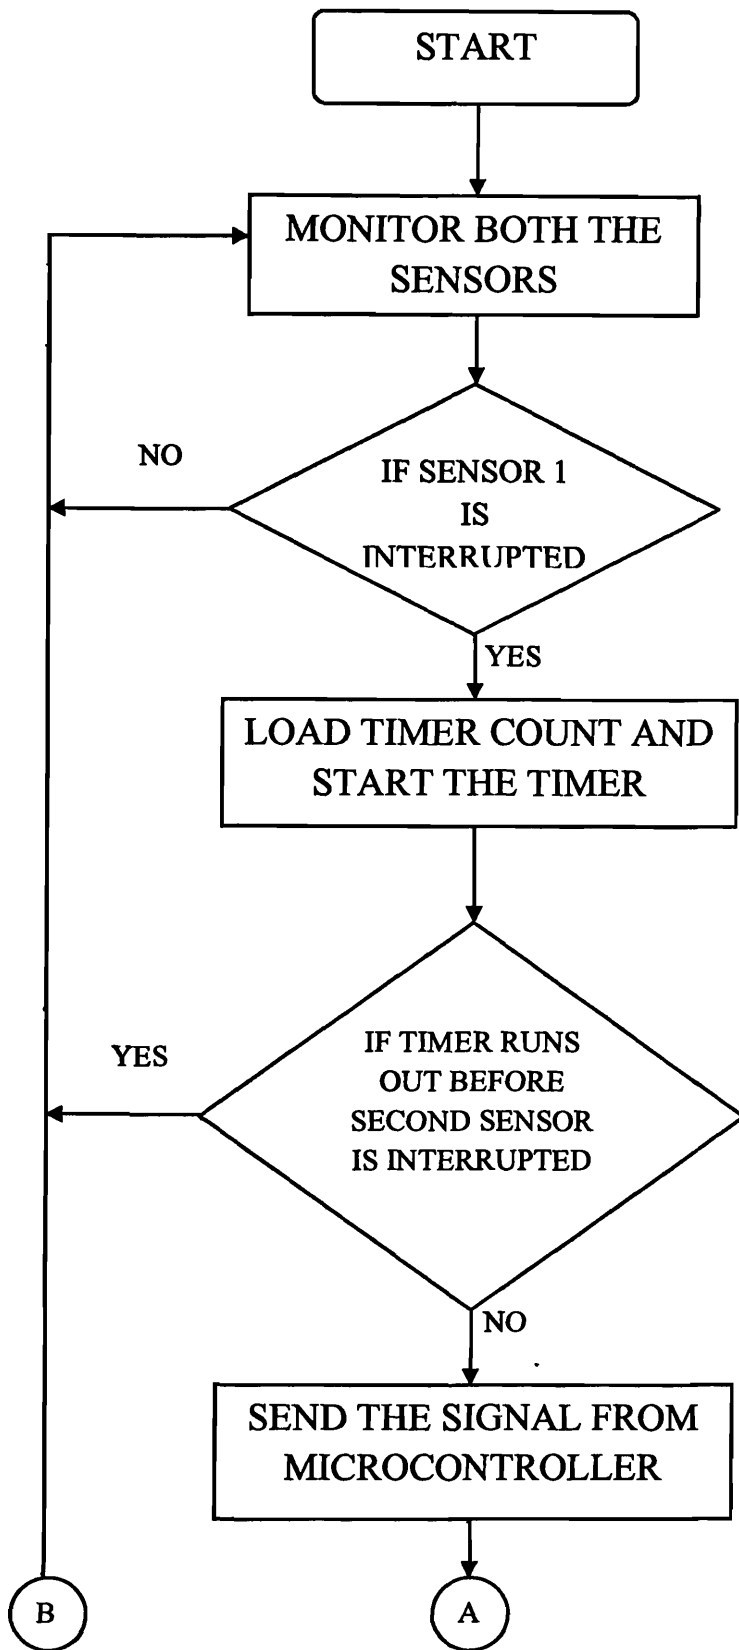 START
MONITOR BOTH THE
SENSORS
NO
IF SENSOR 1
IS
INTERRUPTED
YES
LOAD TIMER COUNT AND
START THE TIMER
YES
IF TIMER RUNS
OUT BEFORE
SECOND SENSOR
IS INTERRUPTED
NO
SEND THE SIGNAL FROM
MICROCONTROLLER
B
A